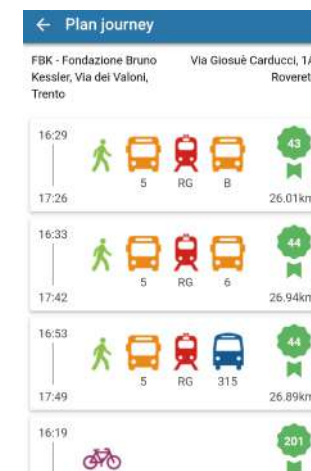 ← Plan journey
FBK - Fondazione Bruno
Kessler, Via dei Valoni,
Trento
Via Giosuè Carducci, 1A
Roveret
16:29
43
5 RG B
17:26
26.01km
16:33
44
5 RG 6
17:42
26.94km
16:53
44
5 RG 315
17:49
26.89km
16:19
201